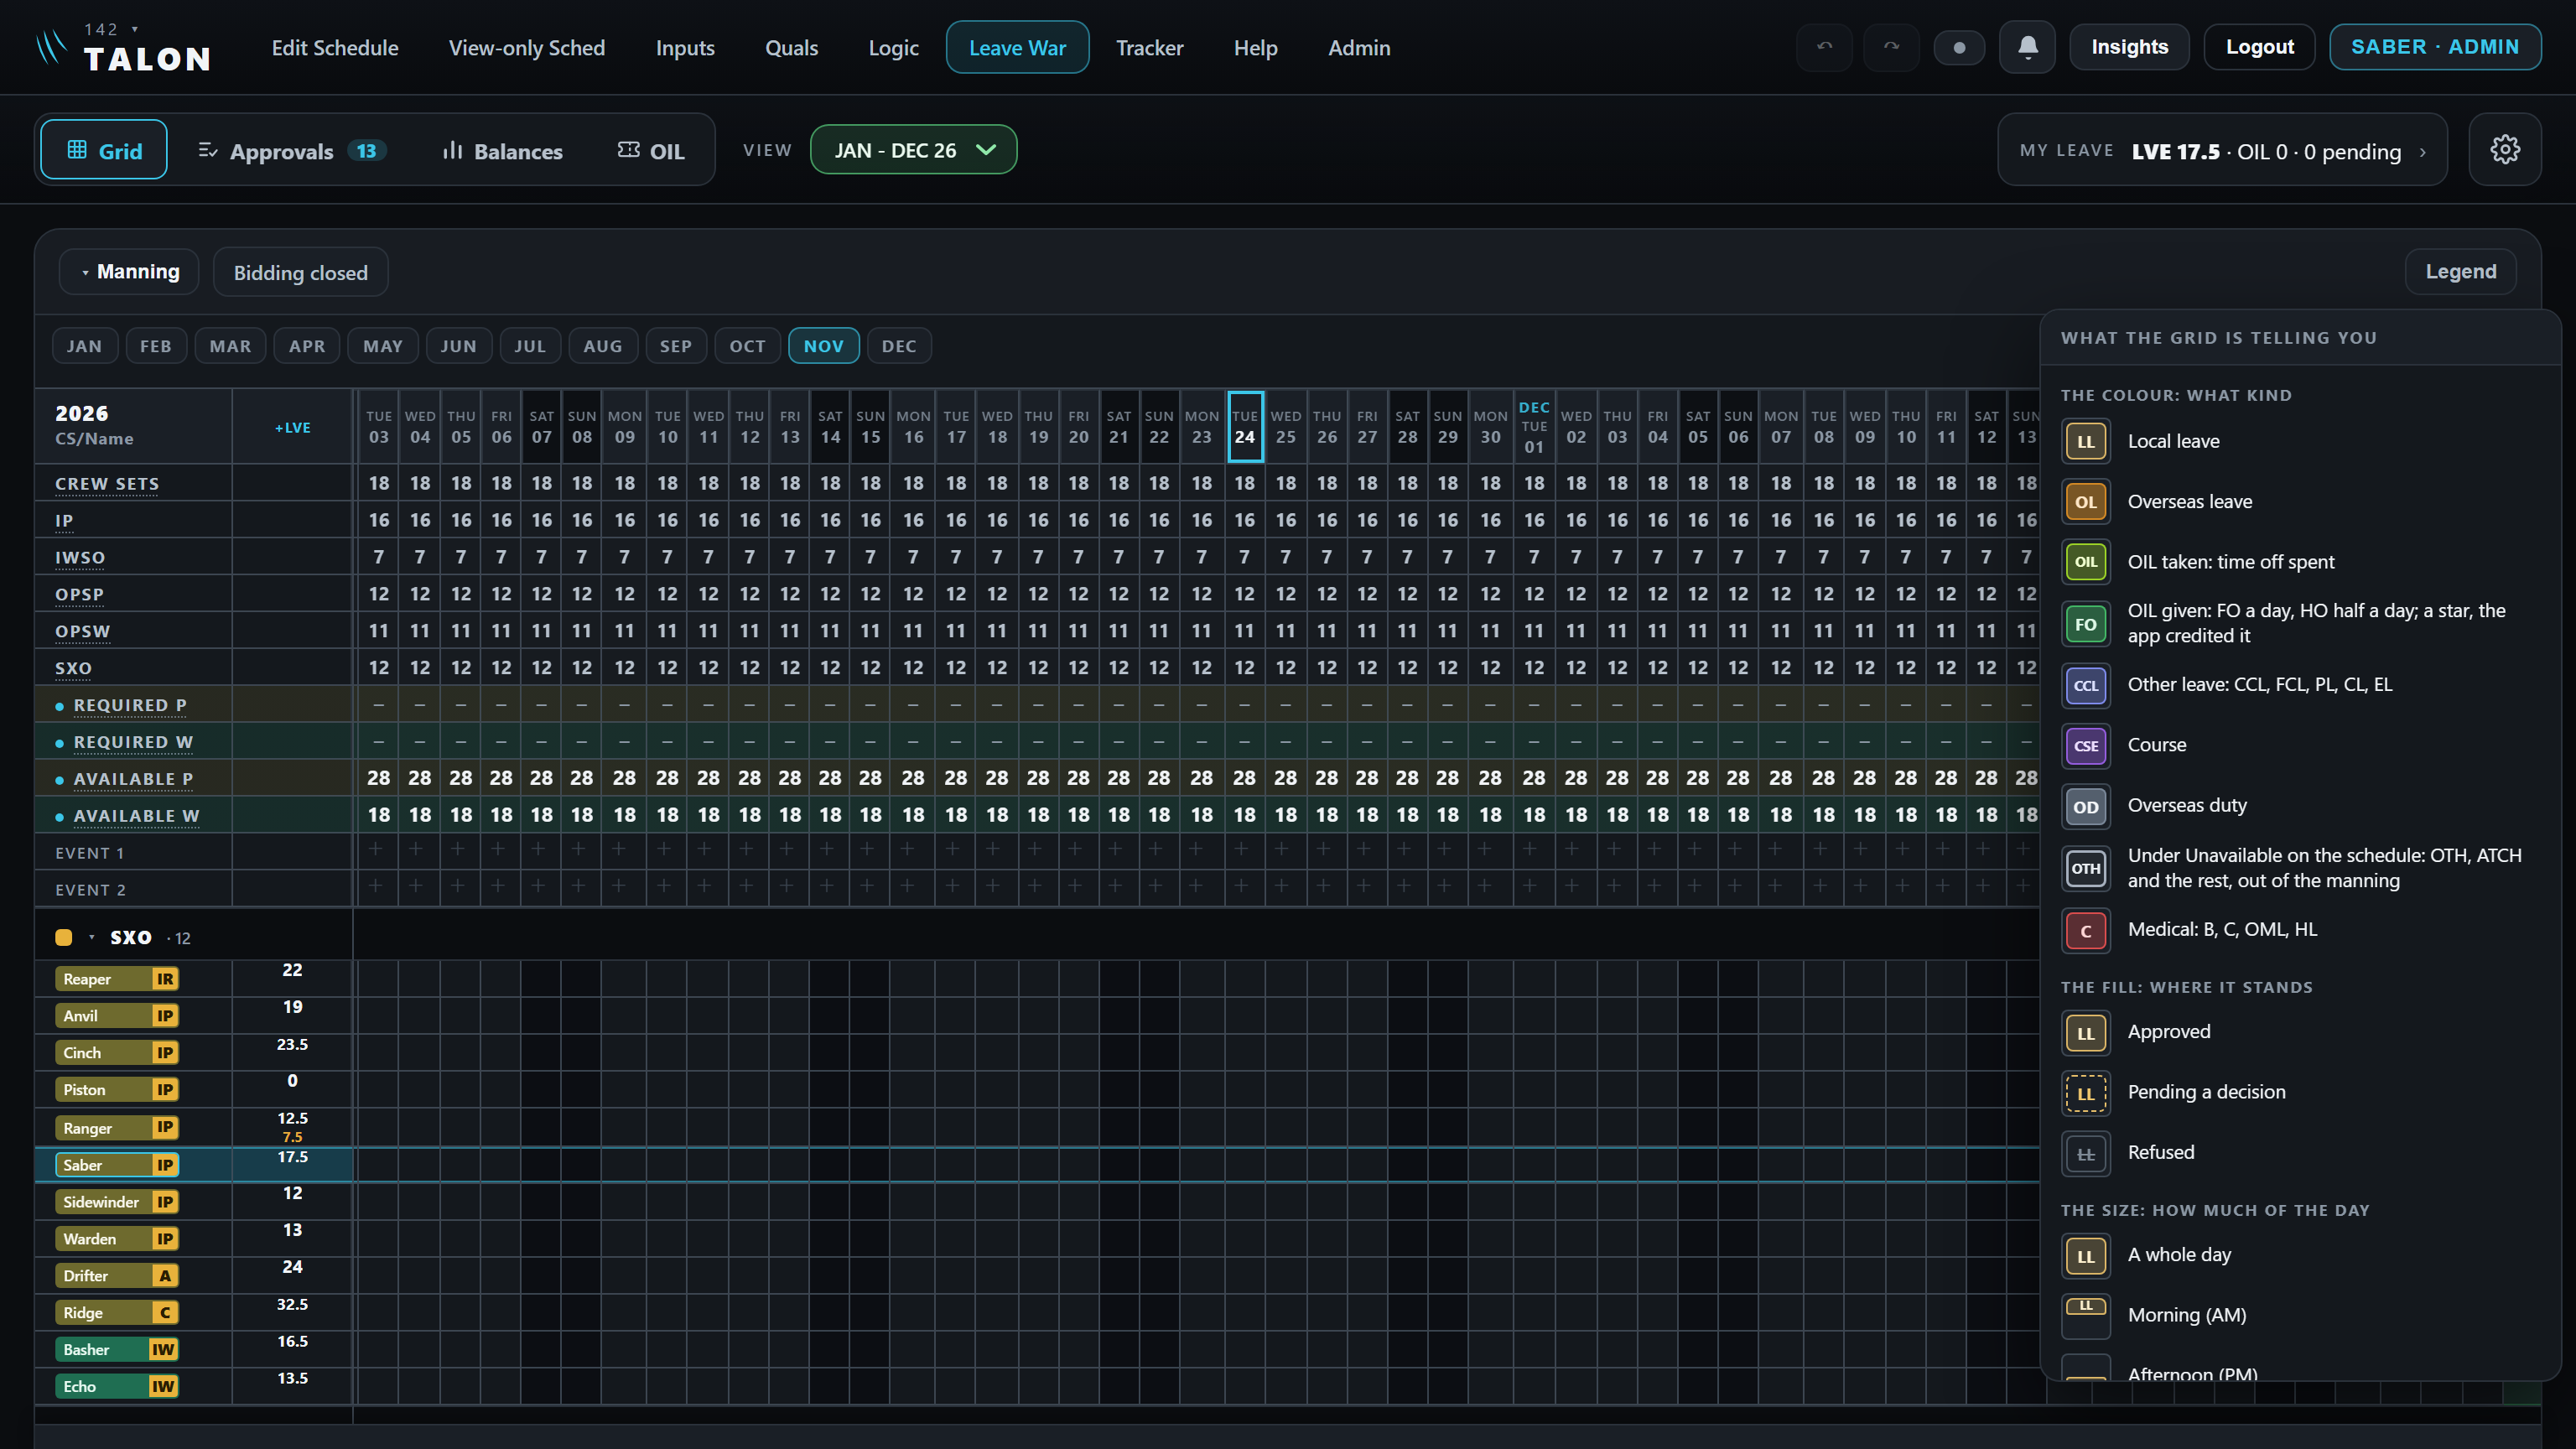 142
TALON
Edit Schedule View-only Sched Inputs Quals Logic Leave War Tracker Help Admin
Insights Logout SABER · ADMIN
Grid Approvals 13 Balances OIL VIEW JAN - DEC 26
MY LEAVE LVE 17.5 · OIL 0 · 0 pending ›
Manning Bidding closed Legend
JAN FEB MAR APR MAY JUN JUL AUG SEP OCT NOV DEC
2026
CS/Name
+LVE
TUE 03 WED 04 THU 05 FRI 06 SAT 07 SUN 08 MON 09 TUE 10 WED 11 THU 12 FRI 13 SAT 14 SUN 15 MON 16 TUE 17 WED 18 THU 19 FRI 20 SAT 21 SUN 22 MON 23 TUE 24 WED 25 THU 26 FRI 27 SAT 28 SUN 29 MON 30 DEC TUE 01 WED 02 THU 03 FRI 04 SAT 05 SUN 06 MON 07 TUE 08 WED 09 THU 10 FRI 11 SAT 12 SUN 13
CREW SETS 18 18 18 18 18 18 18 18 18 18 18 18 18 18 18 18 18 18 18 18 18 18 18 18 18 18 18 18 18 18 18 18 18 18 18 18 18 18 18 18 18
IP 16 16 16 16 16 16 16 16 16 16 16 16 16 16 16 16 16 16 16 16 16 16 16 16 16 16 16 16 16 16 16 16 16 16 16 16 16 16 16 16 16
IWSO 7 7 7 7 7 7 7 7 7 7 7 7 7 7 7 7 7 7 7 7 7 7 7 7 7 7 7 7 7 7 7 7 7 7 7 7 7 7 7 7 7
OPSP 12 12 12 12 12 12 12 12 12 12 12 12 12 12 12 12 12 12 12 12 12 12 12 12 12 12 12 12 12 12 12 12 12 12 12 12 12 12 12 12 12
OPSW 11 11 11 11 11 11 11 11 11 11 11 11 11 11 11 11 11 11 11 11 11 11 11 11 11 11 11 11 11 11 11 11 11 11 11 11 11 11 11 11 11
SXO 12 12 12 12 12 12 12 12 12 12 12 12 12 12 12 12 12 12 12 12 12 12 12 12 12 12 12 12 12 12 12 12 12 12 12 12 12 12 12 12 12
REQUIRED P – – – – – – – – – – – – – – – – – – – – – – – – – – – – – – – – – – – – – – – – –
REQUIRED W – – – – – – – – – – – – – – – – – – – – – – – – – – – – – – – – – – – – – – – – –
AVAILABLE P 28 28 28 28 28 28 28 28 28 28 28 28 28 28 28 28 28 28 28 28 28 28 28 28 28 28 28 28 28 28 28 28 28 28 28 28 28 28 28 28 28
AVAILABLE W 18 18 18 18 18 18 18 18 18 18 18 18 18 18 18 18 18 18 18 18 18 18 18 18 18 18 18 18 18 18 18 18 18 18 18 18 18 18 18 18 18
EVENT 1 + + + + + + + + + + + + + + + + + + + + + + + + + + + + + + + + + + + + + + + + +
EVENT 2 + + + + + + + + + + + + + + + + + + + + + + + + + + + + + + + + + + + + + + + + +
SXO · 12
Reaper IR 22
Anvil IP 19
Cinch IP 23.5
Piston IP 0
Ranger IP 12.5
7.5
Saber IP 17.5
Sidewinder IP 12
Warden IP 13
Drifter A 24
Ridge C 32.5
Basher IW 16.5
Echo IW 13.5
WHAT THE GRID IS TELLING YOU
THE COLOUR: WHAT KIND
LL Local leave
OL Overseas leave
OIL OIL taken: time off spent
FO OIL given: FO a day, HO half a day; a star, the
app credited it
CCL Other leave: CCL, FCL, PL, CL, EL
CSE Course
OD Overseas duty
OTH Under Unavailable on the schedule: OTH, ATCH
and the rest, out of the manning
C Medical: B, C, OML, HL
THE FILL: WHERE IT STANDS
LL Approved
LL Pending a decision
LL Refused
THE SIZE: HOW MUCH OF THE DAY
LL A whole day
LL Morning (AM)
Afternoon (PM)